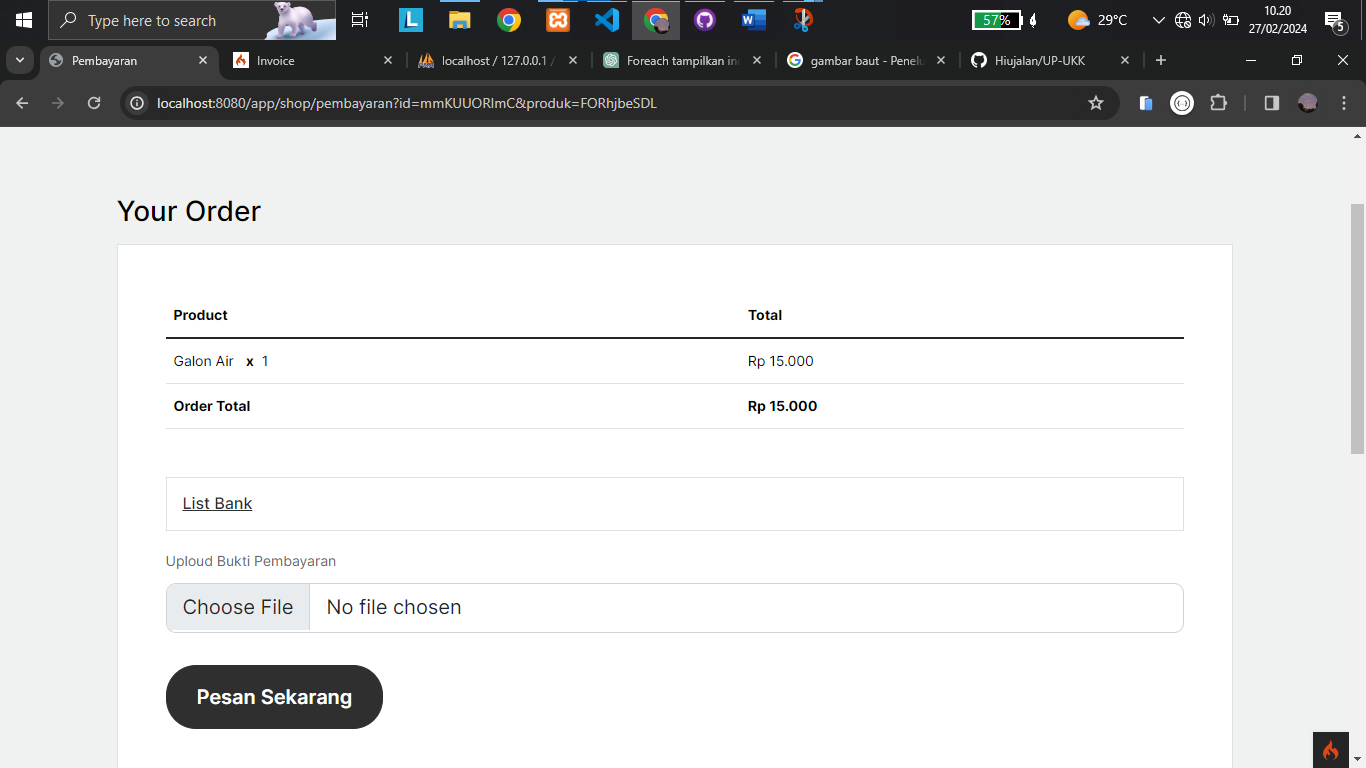 Type here to search
57%
29°C
10.20
27/02/2024
5
Pembayaran
Invoice
localhost / 127.0.0.1 /
Foreach tampilkan in
gambar baut - Penelu
Hiujalan/UP-UKK
localhost:8080/app/shop/pembayaran?id=mmKUUORlmC&produk=FORhjbeSDL
Your Order
Product Total
Galon Air x 1 Rp 15.000
Order Total Rp 15.000
List Bank
Uploud Bukti Pembayaran
Choose File No file chosen
Pesan Sekarang